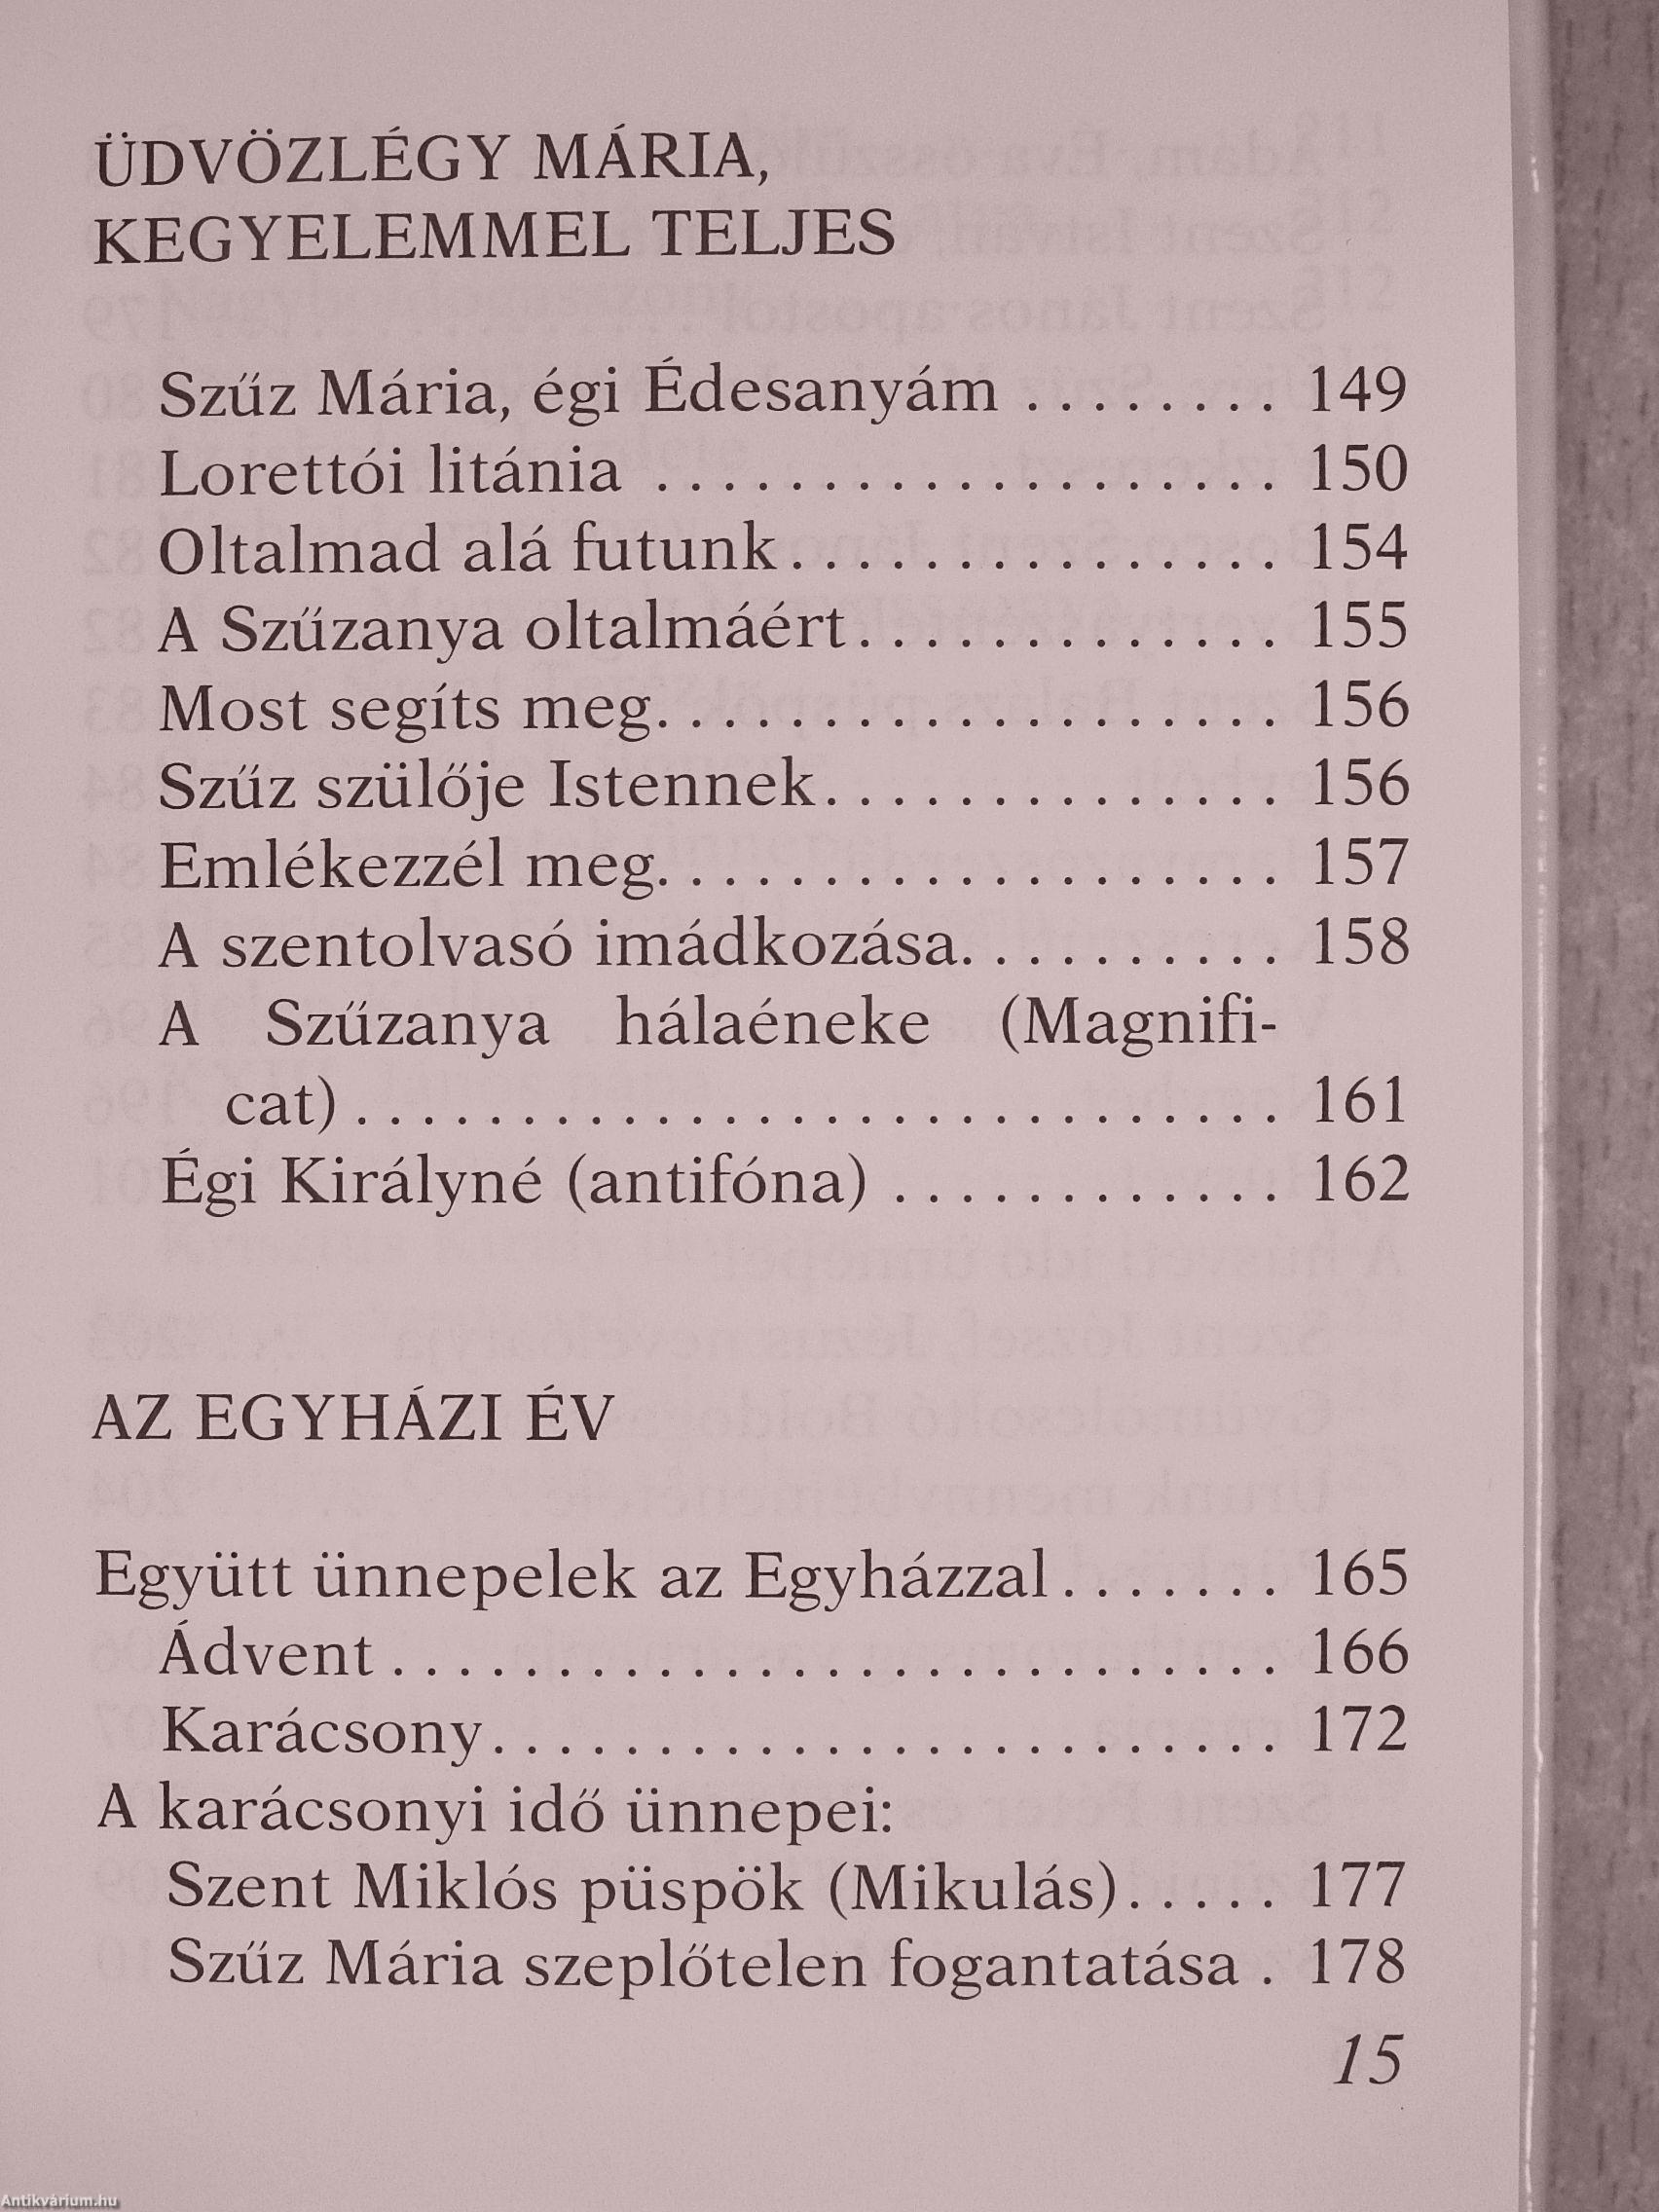 ÜDVÖZLÉGY MÁRIA,
KEGYELEMMEL TELJES
Szűz Mária, égi Édesanyám ........ 149
Lorettói litánia ................... 150
Oltalmad alá futunk............... 154
A Szűzanya oltalmáért............. 155
Most segíts meg................... 156
Szűz szülője Istennek.............. 156
Emlékezzél meg................... 157
A szentolvasó imádkozása.......... 158
A Szűzanya hálaéneke (Magnifi-
cat)............................ 161
Égi Királyné (antifóna) ............ 162
AZ EGYHÁZI ÉV
Együtt ünnepelek az Egyházzal....... 165
Ádvent........................... 166
Karácsony........................ 172
A karácsonyi idő ünnepei:
Szent Miklós püspök (Mikulás)..... 177
Szűz Mária szeplőtelen fogantatása . 178
15
Antikvárium.hu